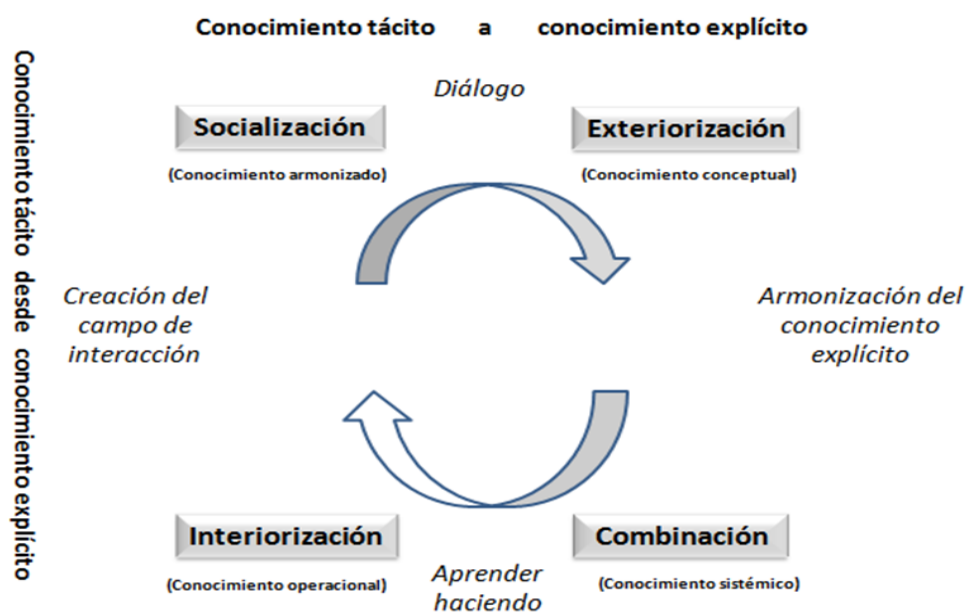 Conocimiento tácito a conocimiento explícito
Conocimiento tácito desde conocimiento explícito
Diálogo
Socialización
(Conocimiento armonizado)
Exteriorización
(Conocimiento conceptual)
Creación del
campo de
interacción
Armonización del
conocimiento
explícito
Interiorización
(Conocimiento operacional)
Aprender
haciendo
Combinación
(Conocimiento sistémico)